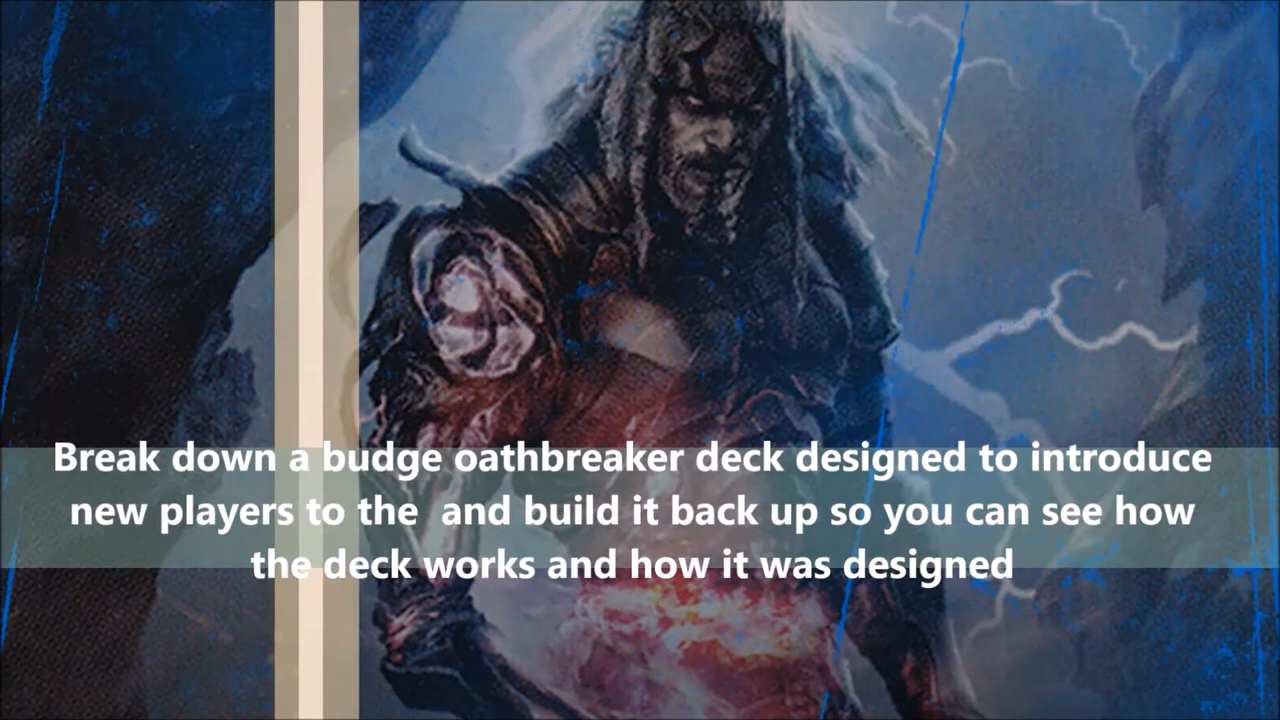 Break down a budge oathbreaker deck designed to introduce
new players to the  and build it back up so you can see how
the deck works and how it was designed